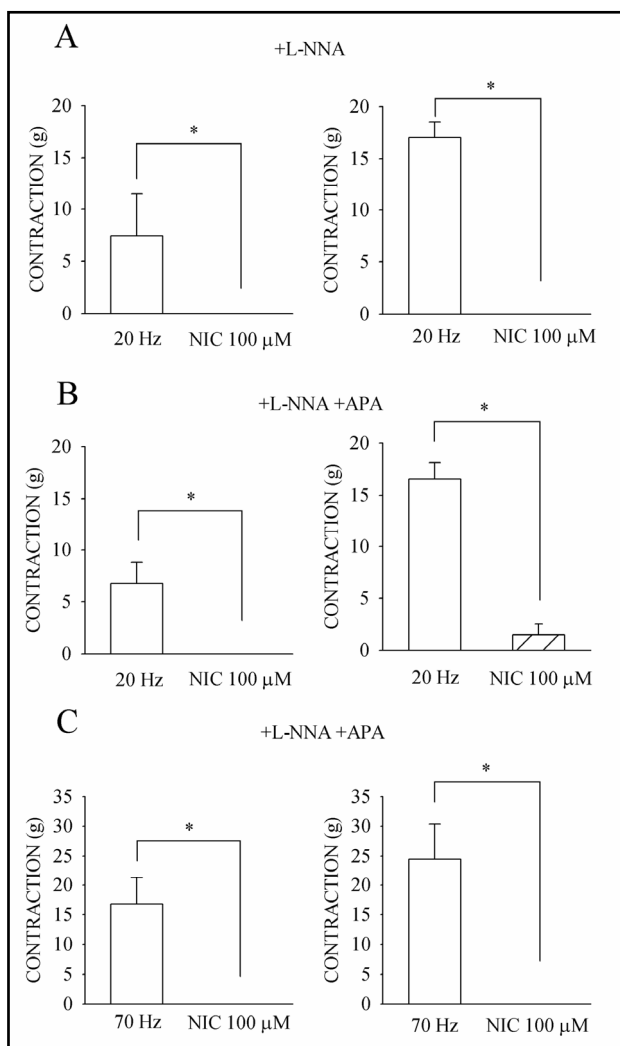 A
+L-NNA
CONTRACTION (g)
20
15
10
5
0
*
20 Hz NIC 100 µM
CONTRACTION (g)
20
15
10
5
0
*
20 Hz NIC 100 µM
B
+L-NNA +APA
CONTRACTION (g)
20
15
10
5
0
*
20 Hz NIC 100 µM
CONTRACTION (g)
20
15
10
5
0
*
20 Hz NIC 100 µM
C
+L-NNA +APA
CONTRACTION (g)
35
30
25
20
15
10
5
0
*
70 Hz NIC 100 µM
CONTRACTION (g)
35
30
25
20
15
10
5
0
*
70 Hz NIC 100 µM